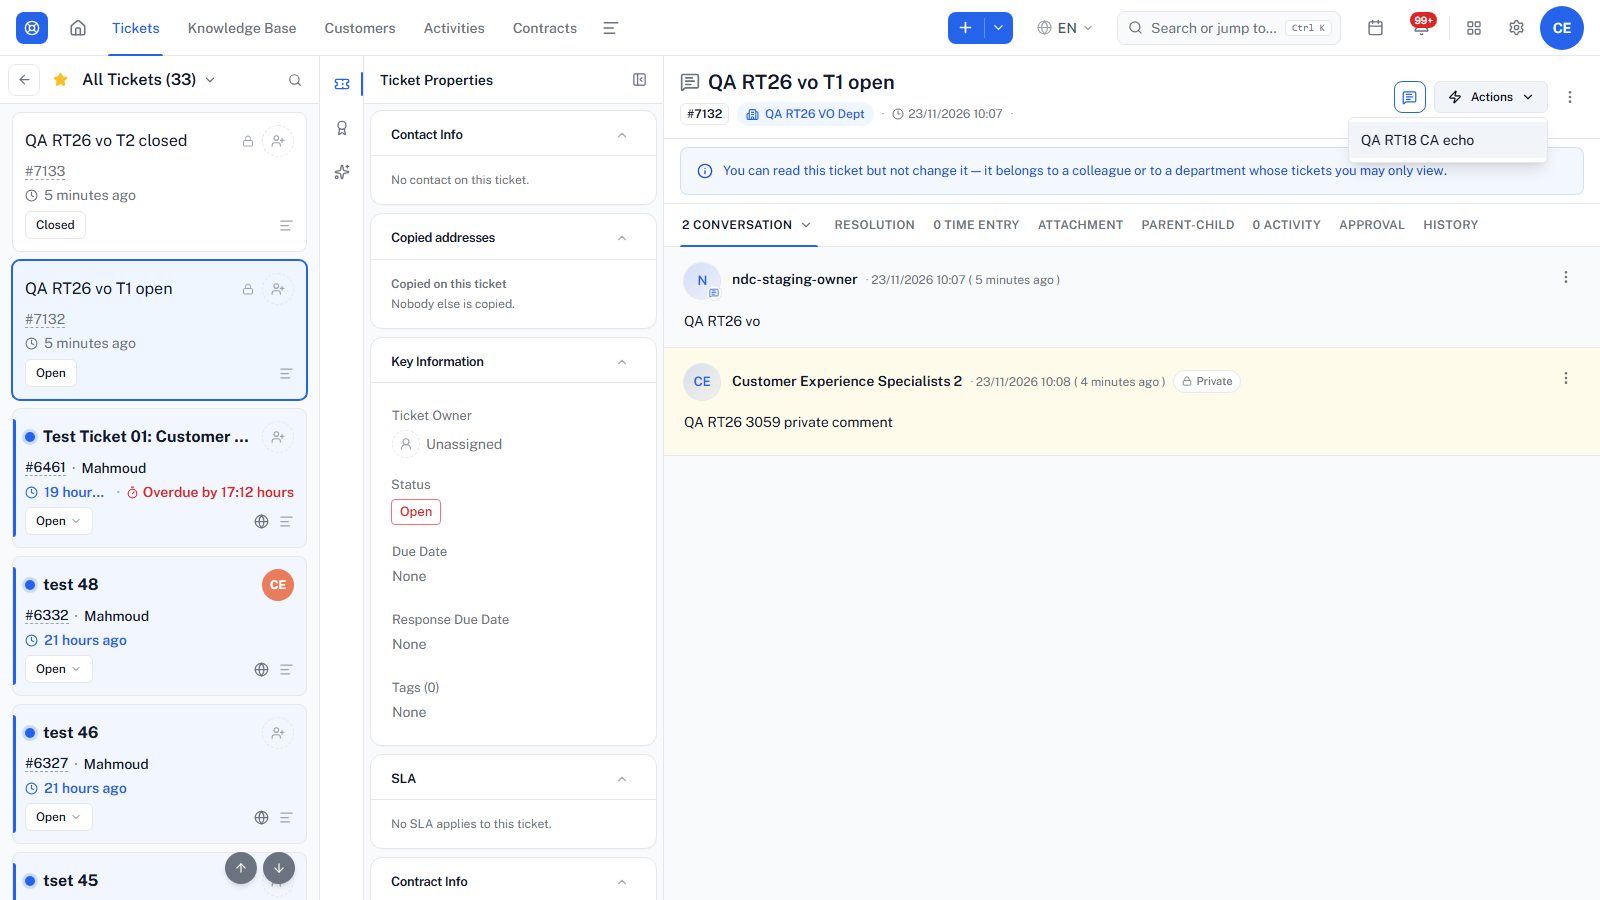 Tickets
Knowledge Base
Customers
Activities
Contracts
EN
Search or jump to...
Ctrl K
99+
CE
All Tickets (33)
QA RT26 vo T2 closed
#7133
5 minutes ago
Closed
QA RT26 vo T1 open
#7132
5 minutes ago
Open
Test Ticket 01: Customer ...
#6461 · Mahmoud
19 hour... · Overdue by 17:12 hours
Open
test 48
CE
#6332 · Mahmoud
21 hours ago
Open
test 46
#6327 · Mahmoud
21 hours ago
Open
tset 45
Ticket Properties
Contact Info
No contact on this ticket.
Copied addresses
Copied on this ticket
Nobody else is copied.
Key Information
Ticket Owner
Unassigned
Status
Open
Due Date
None
Response Due Date
None
Tags (0)
None
SLA
No SLA applies to this ticket.
Contract Info
QA RT26 vo T1 open
#7132
QA RT26 VO Dept
· 23/11/2026 10:07 ·
Actions
QA RT18 CA echo
You can read this ticket but not change it — it belongs to a colleague or to a department whose tickets you may only view.
2 CONVERSATION
RESOLUTION
0 TIME ENTRY
ATTACHMENT
PARENT-CHILD
0 ACTIVITY
APPROVAL
HISTORY
N
ndc-staging-owner · 23/11/2026 10:07 ( 5 minutes ago )
QA RT26 vo
CE
Customer Experience Specialists 2 · 23/11/2026 10:08 ( 4 minutes ago ) Private
QA RT26 3059 private comment